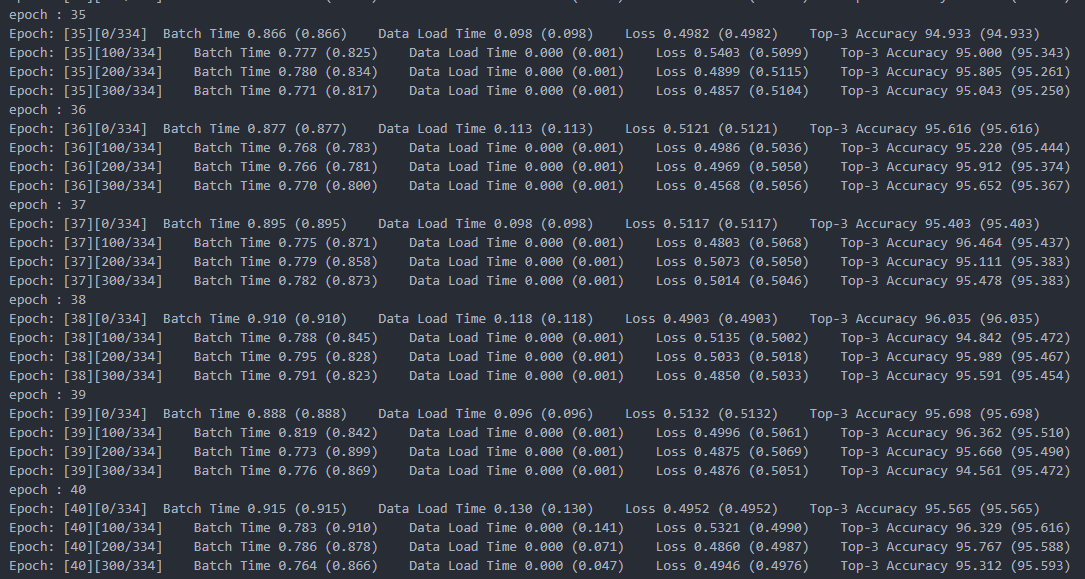 epoch : 35
Epoch: [35][0/334]  Batch Time 0.866 (0.866)    Data Load Time 0.098 (0.098)    Loss 0.4982 (0.4982)    Top-3 Accuracy 94.933 (94.933)
Epoch: [35][100/334]    Batch Time 0.777 (0.825)    Data Load Time 0.000 (0.001)    Loss 0.5403 (0.5099)    Top-3 Accuracy 95.000 (95.343)
Epoch: [35][200/334]    Batch Time 0.780 (0.834)    Data Load Time 0.000 (0.001)    Loss 0.4899 (0.5115)    Top-3 Accuracy 95.805 (95.261)
Epoch: [35][300/334]    Batch Time 0.771 (0.817)    Data Load Time 0.000 (0.001)    Loss 0.4857 (0.5104)    Top-3 Accuracy 95.043 (95.250)
epoch : 36
Epoch: [36][0/334]  Batch Time 0.877 (0.877)    Data Load Time 0.113 (0.113)    Loss 0.5121 (0.5121)    Top-3 Accuracy 95.616 (95.616)
Epoch: [36][100/334]    Batch Time 0.768 (0.783)    Data Load Time 0.000 (0.001)    Loss 0.4986 (0.5036)    Top-3 Accuracy 95.220 (95.444)
Epoch: [36][200/334]    Batch Time 0.766 (0.781)    Data Load Time 0.000 (0.001)    Loss 0.4969 (0.5050)    Top-3 Accuracy 95.912 (95.374)
Epoch: [36][300/334]    Batch Time 0.770 (0.800)    Data Load Time 0.000 (0.001)    Loss 0.4568 (0.5056)    Top-3 Accuracy 95.652 (95.367)
epoch : 37
Epoch: [37][0/334]  Batch Time 0.895 (0.895)    Data Load Time 0.098 (0.098)    Loss 0.5117 (0.5117)    Top-3 Accuracy 95.403 (95.403)
Epoch: [37][100/334]    Batch Time 0.775 (0.871)    Data Load Time 0.000 (0.001)    Loss 0.4803 (0.5068)    Top-3 Accuracy 96.464 (95.437)
Epoch: [37][200/334]    Batch Time 0.779 (0.858)    Data Load Time 0.000 (0.001)    Loss 0.5073 (0.5050)    Top-3 Accuracy 95.111 (95.383)
Epoch: [37][300/334]    Batch Time 0.782 (0.873)    Data Load Time 0.000 (0.001)    Loss 0.5014 (0.5046)    Top-3 Accuracy 95.478 (95.383)
epoch : 38
Epoch: [38][0/334]  Batch Time 0.910 (0.910)    Data Load Time 0.118 (0.118)    Loss 0.4903 (0.4903)    Top-3 Accuracy 96.035 (96.035)
Epoch: [38][100/334]    Batch Time 0.788 (0.845)    Data Load Time 0.000 (0.001)    Loss 0.5135 (0.5002)    Top-3 Accuracy 94.842 (95.472)
Epoch: [38][200/334]    Batch Time 0.795 (0.828)    Data Load Time 0.000 (0.001)    Loss 0.5033 (0.5018)    Top-3 Accuracy 95.989 (95.467)
Epoch: [38][300/334]    Batch Time 0.791 (0.823)    Data Load Time 0.000 (0.001)    Loss 0.4850 (0.5033)    Top-3 Accuracy 95.591 (95.454)
epoch : 39
Epoch: [39][0/334]  Batch Time 0.888 (0.888)    Data Load Time 0.096 (0.096)    Loss 0.5132 (0.5132)    Top-3 Accuracy 95.698 (95.698)
Epoch: [39][100/334]    Batch Time 0.819 (0.842)    Data Load Time 0.000 (0.001)    Loss 0.4996 (0.5061)    Top-3 Accuracy 96.362 (95.510)
Epoch: [39][200/334]    Batch Time 0.773 (0.899)    Data Load Time 0.000 (0.001)    Loss 0.4875 (0.5069)    Top-3 Accuracy 95.660 (95.490)
Epoch: [39][300/334]    Batch Time 0.776 (0.869)    Data Load Time 0.000 (0.001)    Loss 0.4876 (0.5051)    Top-3 Accuracy 94.561 (95.472)
epoch : 40
Epoch: [40][0/334]  Batch Time 0.915 (0.915)    Data Load Time 0.130 (0.130)    Loss 0.4952 (0.4952)    Top-3 Accuracy 95.565 (95.565)
Epoch: [40][100/334]    Batch Time 0.783 (0.910)    Data Load Time 0.000 (0.141)    Loss 0.5321 (0.4990)    Top-3 Accuracy 96.329 (95.616)
Epoch: [40][200/334]    Batch Time 0.786 (0.878)    Data Load Time 0.000 (0.071)    Loss 0.4860 (0.4987)    Top-3 Accuracy 95.767 (95.588)
Epoch: [40][300/334]    Batch Time 0.764 (0.866)    Data Load Time 0.000 (0.047)    Loss 0.4946 (0.4976)    Top-3 Accuracy 95.312 (95.593)